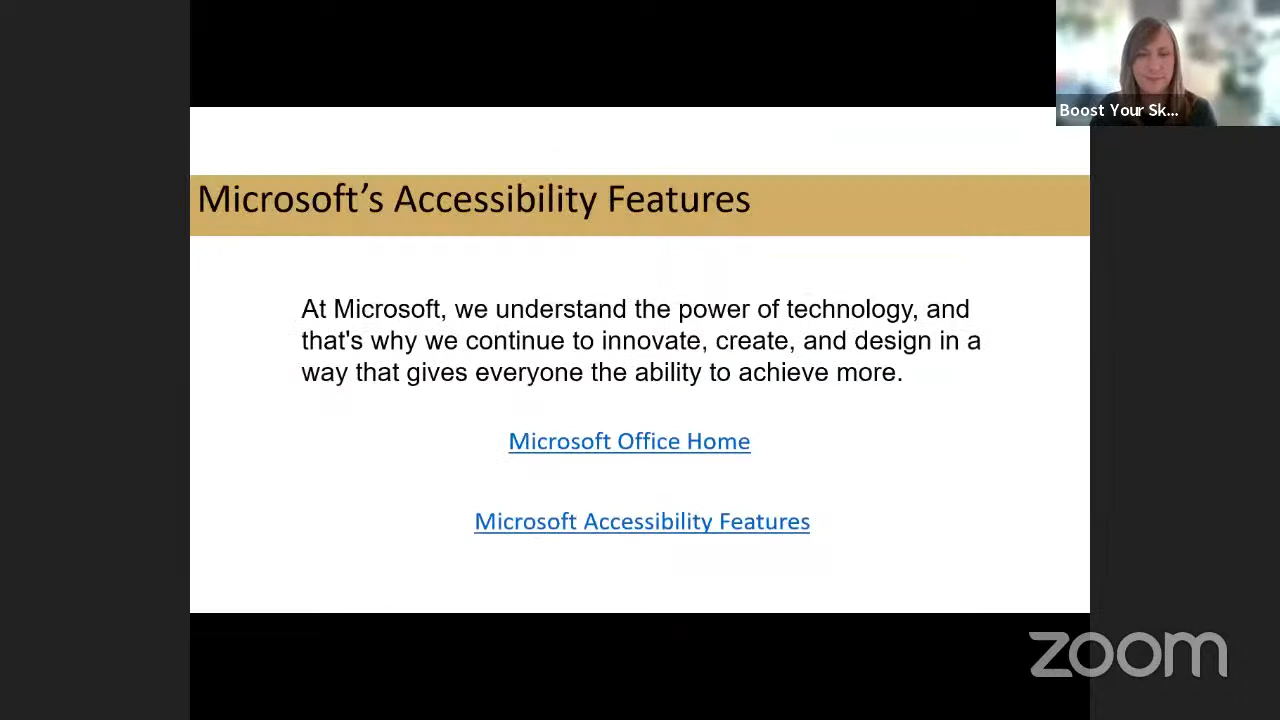 Boost Your Sk...
Microsoft’s Accessibility Features
At Microsoft, we understand the power of technology, and
that's why we continue to innovate, create, and design in a
way that gives everyone the ability to achieve more.
Microsoft Office Home
Microsoft Accessibility Features
zoom